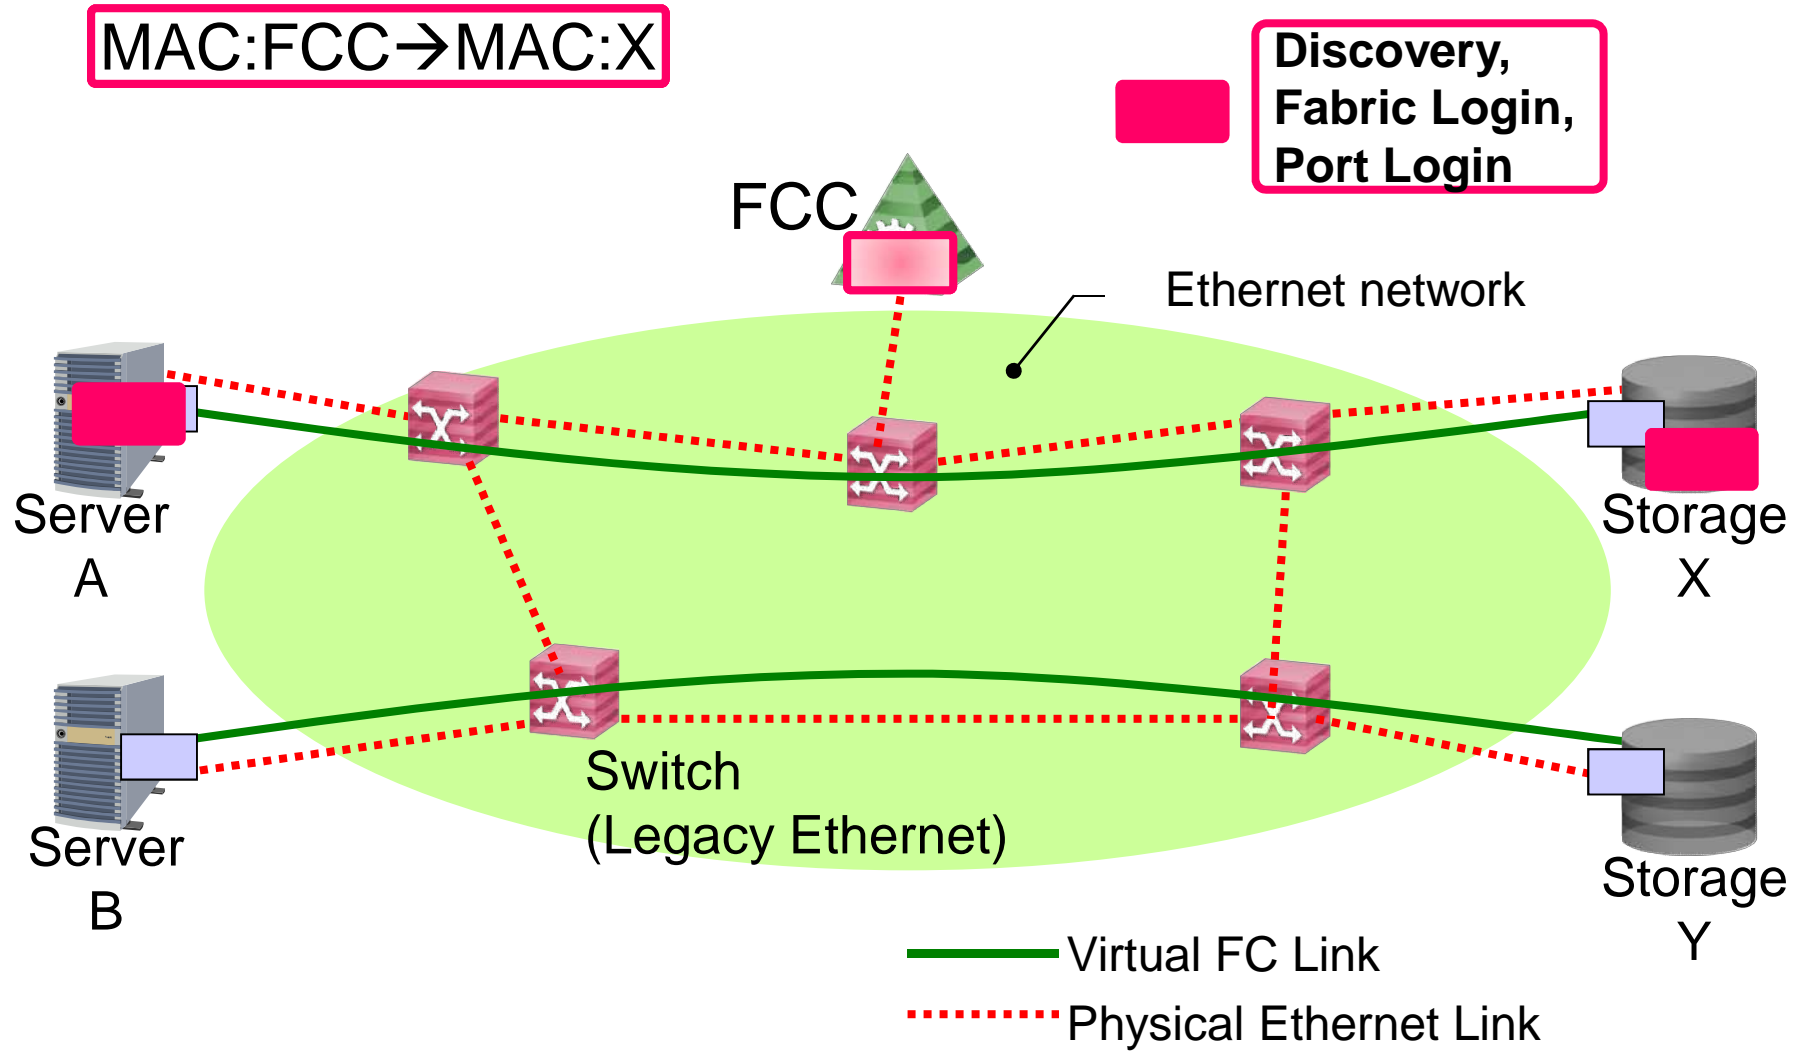 MAC:FCC→MAC:X
Discovery,
Fabric Login,
Port Login
FCC
Ethernet network
Server
A
Storage
X
Switch
(Legacy Ethernet)
Server
B
Storage
Y
Virtual FC Link
Physical Ethernet Link